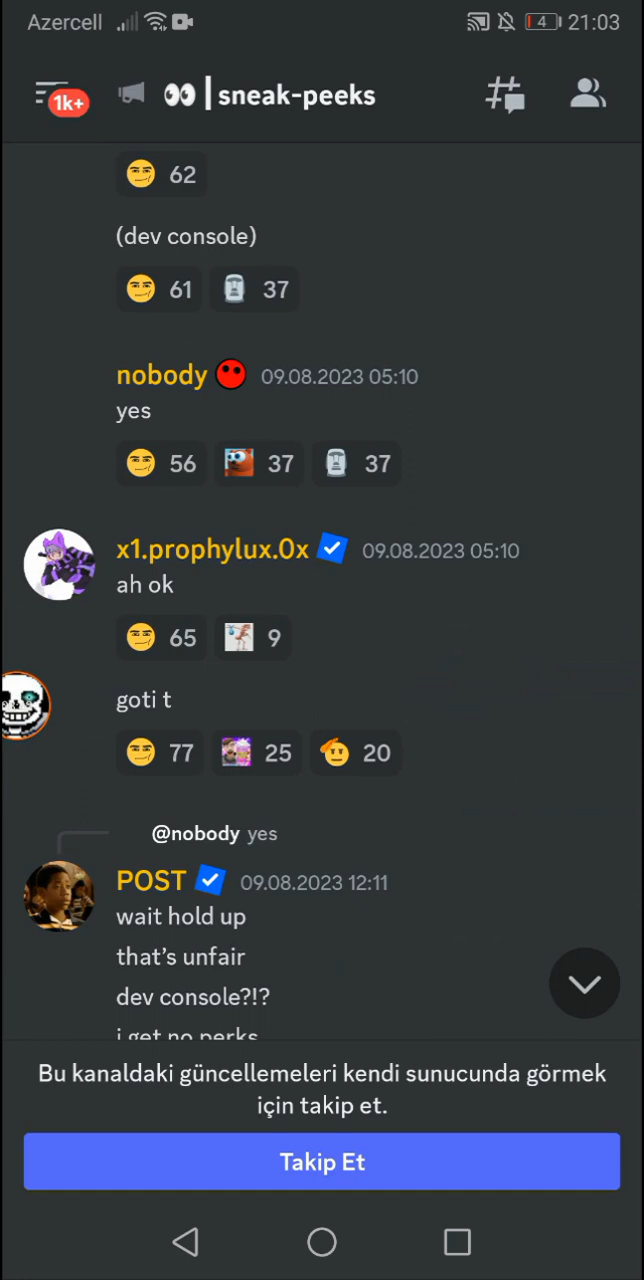 Azercell 4 21:03
1k+ | sneak-peeks
62
(dev console)
61 37
nobody 09.08.2023 05:10
yes
56 37 37
x1.prophylux.0x 09.08.2023 05:10
ah ok
65 9
goti t
77 25 20
@nobody yes
POST 09.08.2023 12:11
wait hold up
that's unfair
dev console?!?
i get no perks
Bu kanaldaki güncellemeleri kendi sunucunda görmek
için takip et.
Takip Et